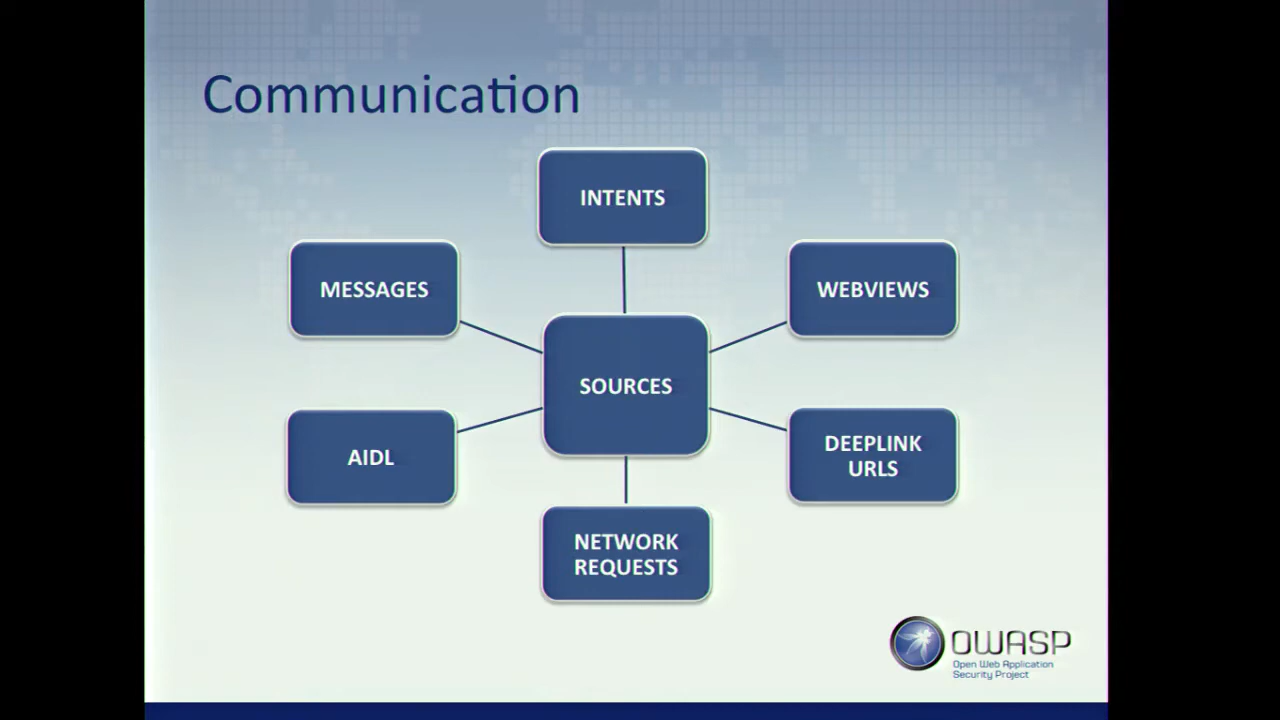 Communication
INTENTS
MESSAGES
WEBVIEWS
SOURCES
AIDL
DEEPLINK
URLS
NETWORK
REQUESTS
OWASP
Open Web Application
Security Project